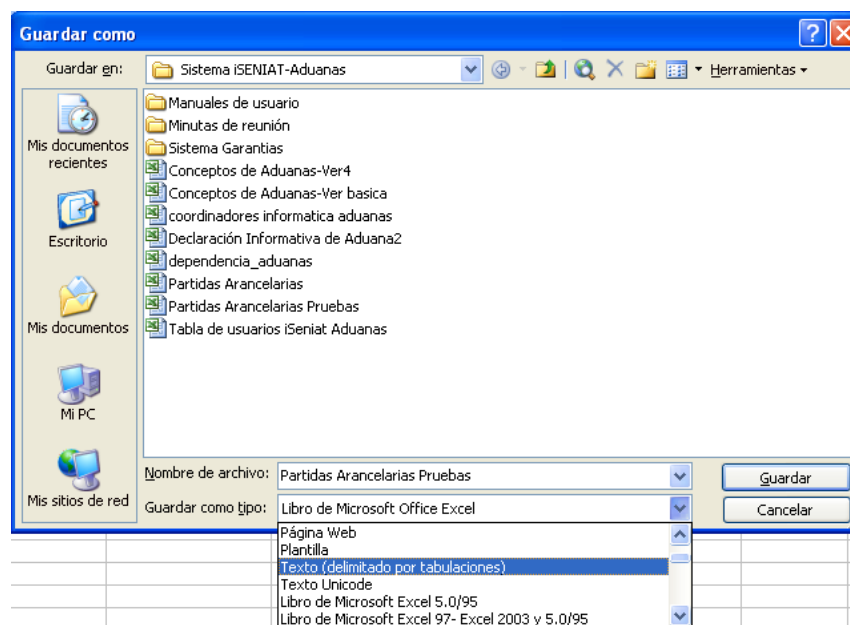 Guardar como
Guardar en: Sistema iSENIAT-Aduanas Herramientas
Mis documentos recientes
Escritorio
Mis documentos
Mi PC
Mis sitios de red
Manuales de usuario
Minutas de reunión
Sistema Garantias
Conceptos de Aduanas-Ver4
Conceptos de Aduanas-Ver basica
coordinadores informatica aduanas
Declaración Informativa de Aduana2
dependencia_aduanas
Partidas Arancelarias
Partidas Arancelarias Pruebas
Tabla de usuarios iSeniat Aduanas
Nombre de archivo: Partidas Arancelarias Pruebas Guardar
Guardar como tipo: Libro de Microsoft Office Excel Cancelar
Página Web
Plantilla
Texto (delimitado por tabulaciones)
Texto Unicode
Libro de Microsoft Excel 5.0/95
Libro de Microsoft Excel 97- Excel 2003 y 5.0/95